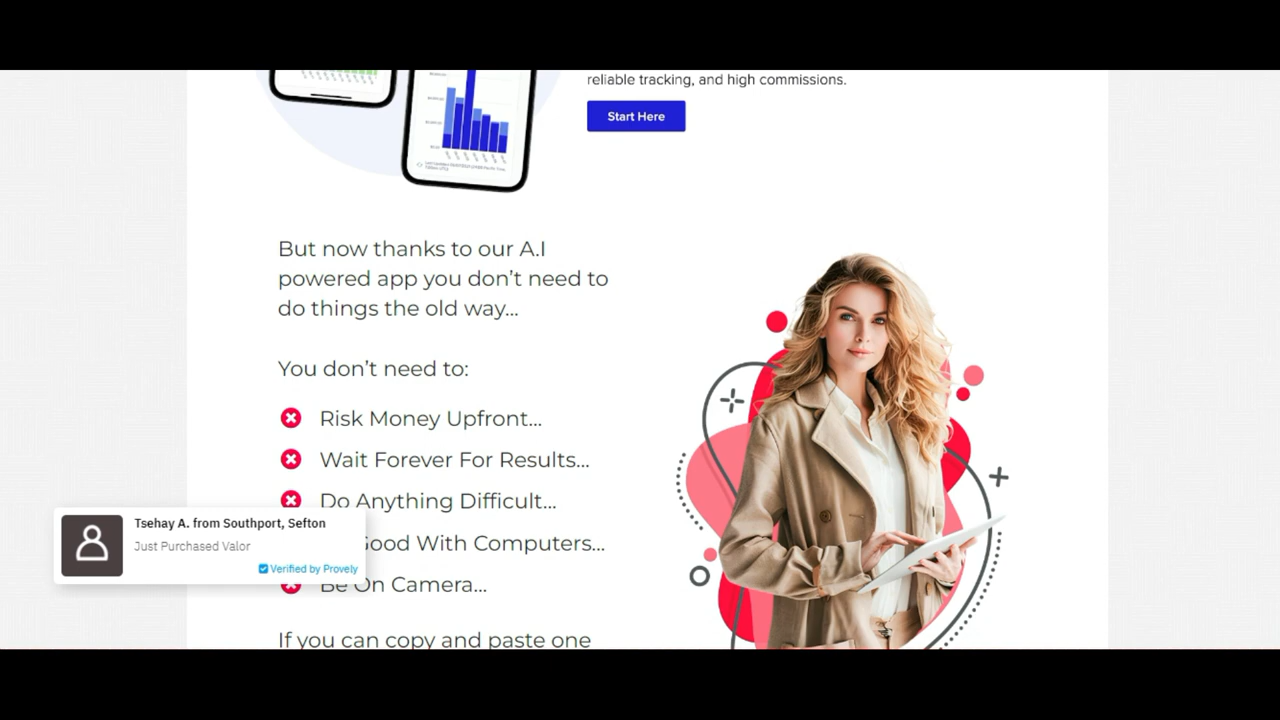 reliable tracking, and high commissions.
Start Here
But now thanks to our A.I
powered app you don't need to
do things the old way...
You don't need to:
Risk Money Upfront...
Wait Forever For Results...
Do Anything Difficult...
Good With Computers...
Be On Camera...
Tsehay A. from Southport, Sefton
Just Purchased Valor
Verified by Provely
If you can copy and paste one